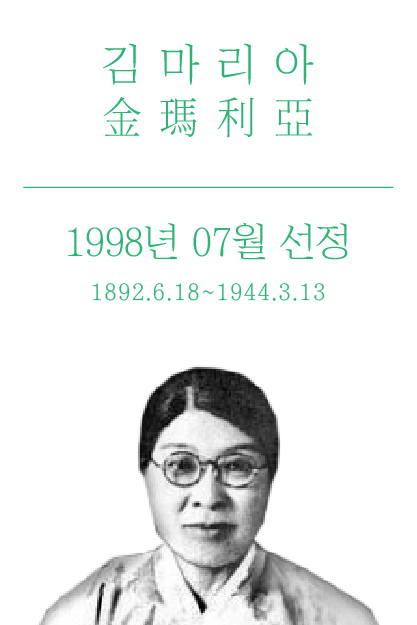 김 마 리 아
金 瑪 利 亞
1998년 07월 선정
1892.6.18~1944.3.13